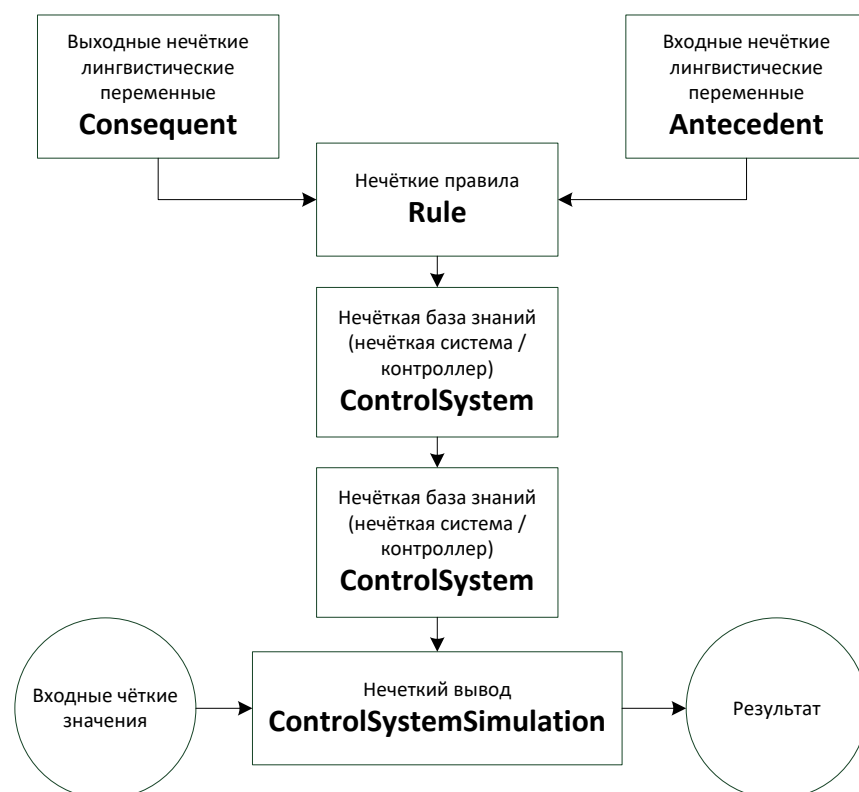 Выходные нечёткие
лингвистические
переменные
Consequent
Входные нечёткие
лингвистические
переменные
Antecedent
Нечёткие правила
Rule
Нечёткая база знаний
(нечёткая система /
контроллер)
ControlSystem
Нечёткая база знаний
(нечёткая система /
контроллер)
ControlSystem
Входные чёткие
значения
Нечеткий вывод
ControlSystemSimulation
Результат